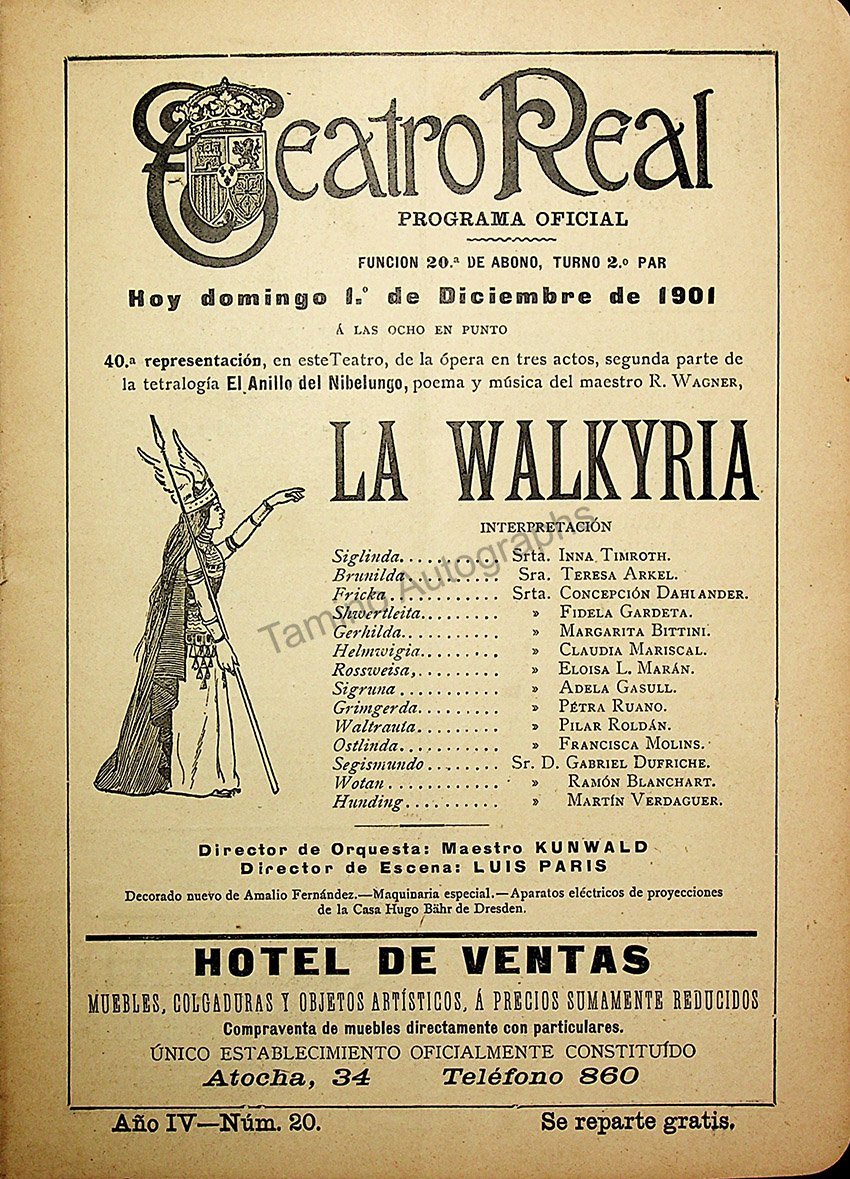 Teatro Real
PROGRAMA OFICIAL
FUNCION 20.ª DE ABONO, TURNO 2.º PAR
Hoy domingo 1.º de Diciembre de 1901
Á LAS OCHO EN PUNTO
40.ª representación, en este Teatro, de la ópera en tres actos, segunda parte de
la tetralogía El Anillo del Nibelungo, poema y música del maestro R. WAGNER,
LA WALKYRIA
INTERPRETACIÓN
Siglinda.......... Srta. INNA TIMROTH.
Brunilda.......... Sra. TERESA ARKEL.
Fricka............ Srta. CONCEPCIÓN DAHLANDER.
Shwertleita......... » FIDELA GARDETA.
Gerhilda........... » MARGARITA BITTINI.
Helmwigia......... » CLAUDIA MARISCAL.
Rossweisa,......... » ELOISA L. MARÁN.
Sigruna........... » ADELA GASULL.
Grimgerda......... » PÉTRA RUANO.
Waltrauta......... » PILAR ROLDÁN.
Ostlinda........... » FRANCISCA MOLINS.
Segismundo........ Sr. D. GABRIEL DUFRICHE.
Wotan............ » RAMÓN BLANCHART.
Hunding.......... » MARTÍN VERDAGUER.
Tamino Autographs
Director de Orquesta: Maestro KUNWALD
Director de Escena: LUIS PARIS
Decorado nuevo de Amalio Fernández.—Maquinaria especial.—Aparatos eléctricos de proyecciones
de la Casa Hugo Bähr de Dresden.
HOTEL DE VENTAS
MUEBLES, COLGADURAS Y OBJETOS ARTÍSTICOS, Á PRECIOS SUMAMENTE REDUCIDOS
Compraventa de muebles directamente con particulares.
ÚNICO ESTABLECIMIENTO OFICIALMENTE CONSTITUÍDO
Atocha, 34 Teléfono 860
Año IV—Núm. 20. Se reparte gratis.